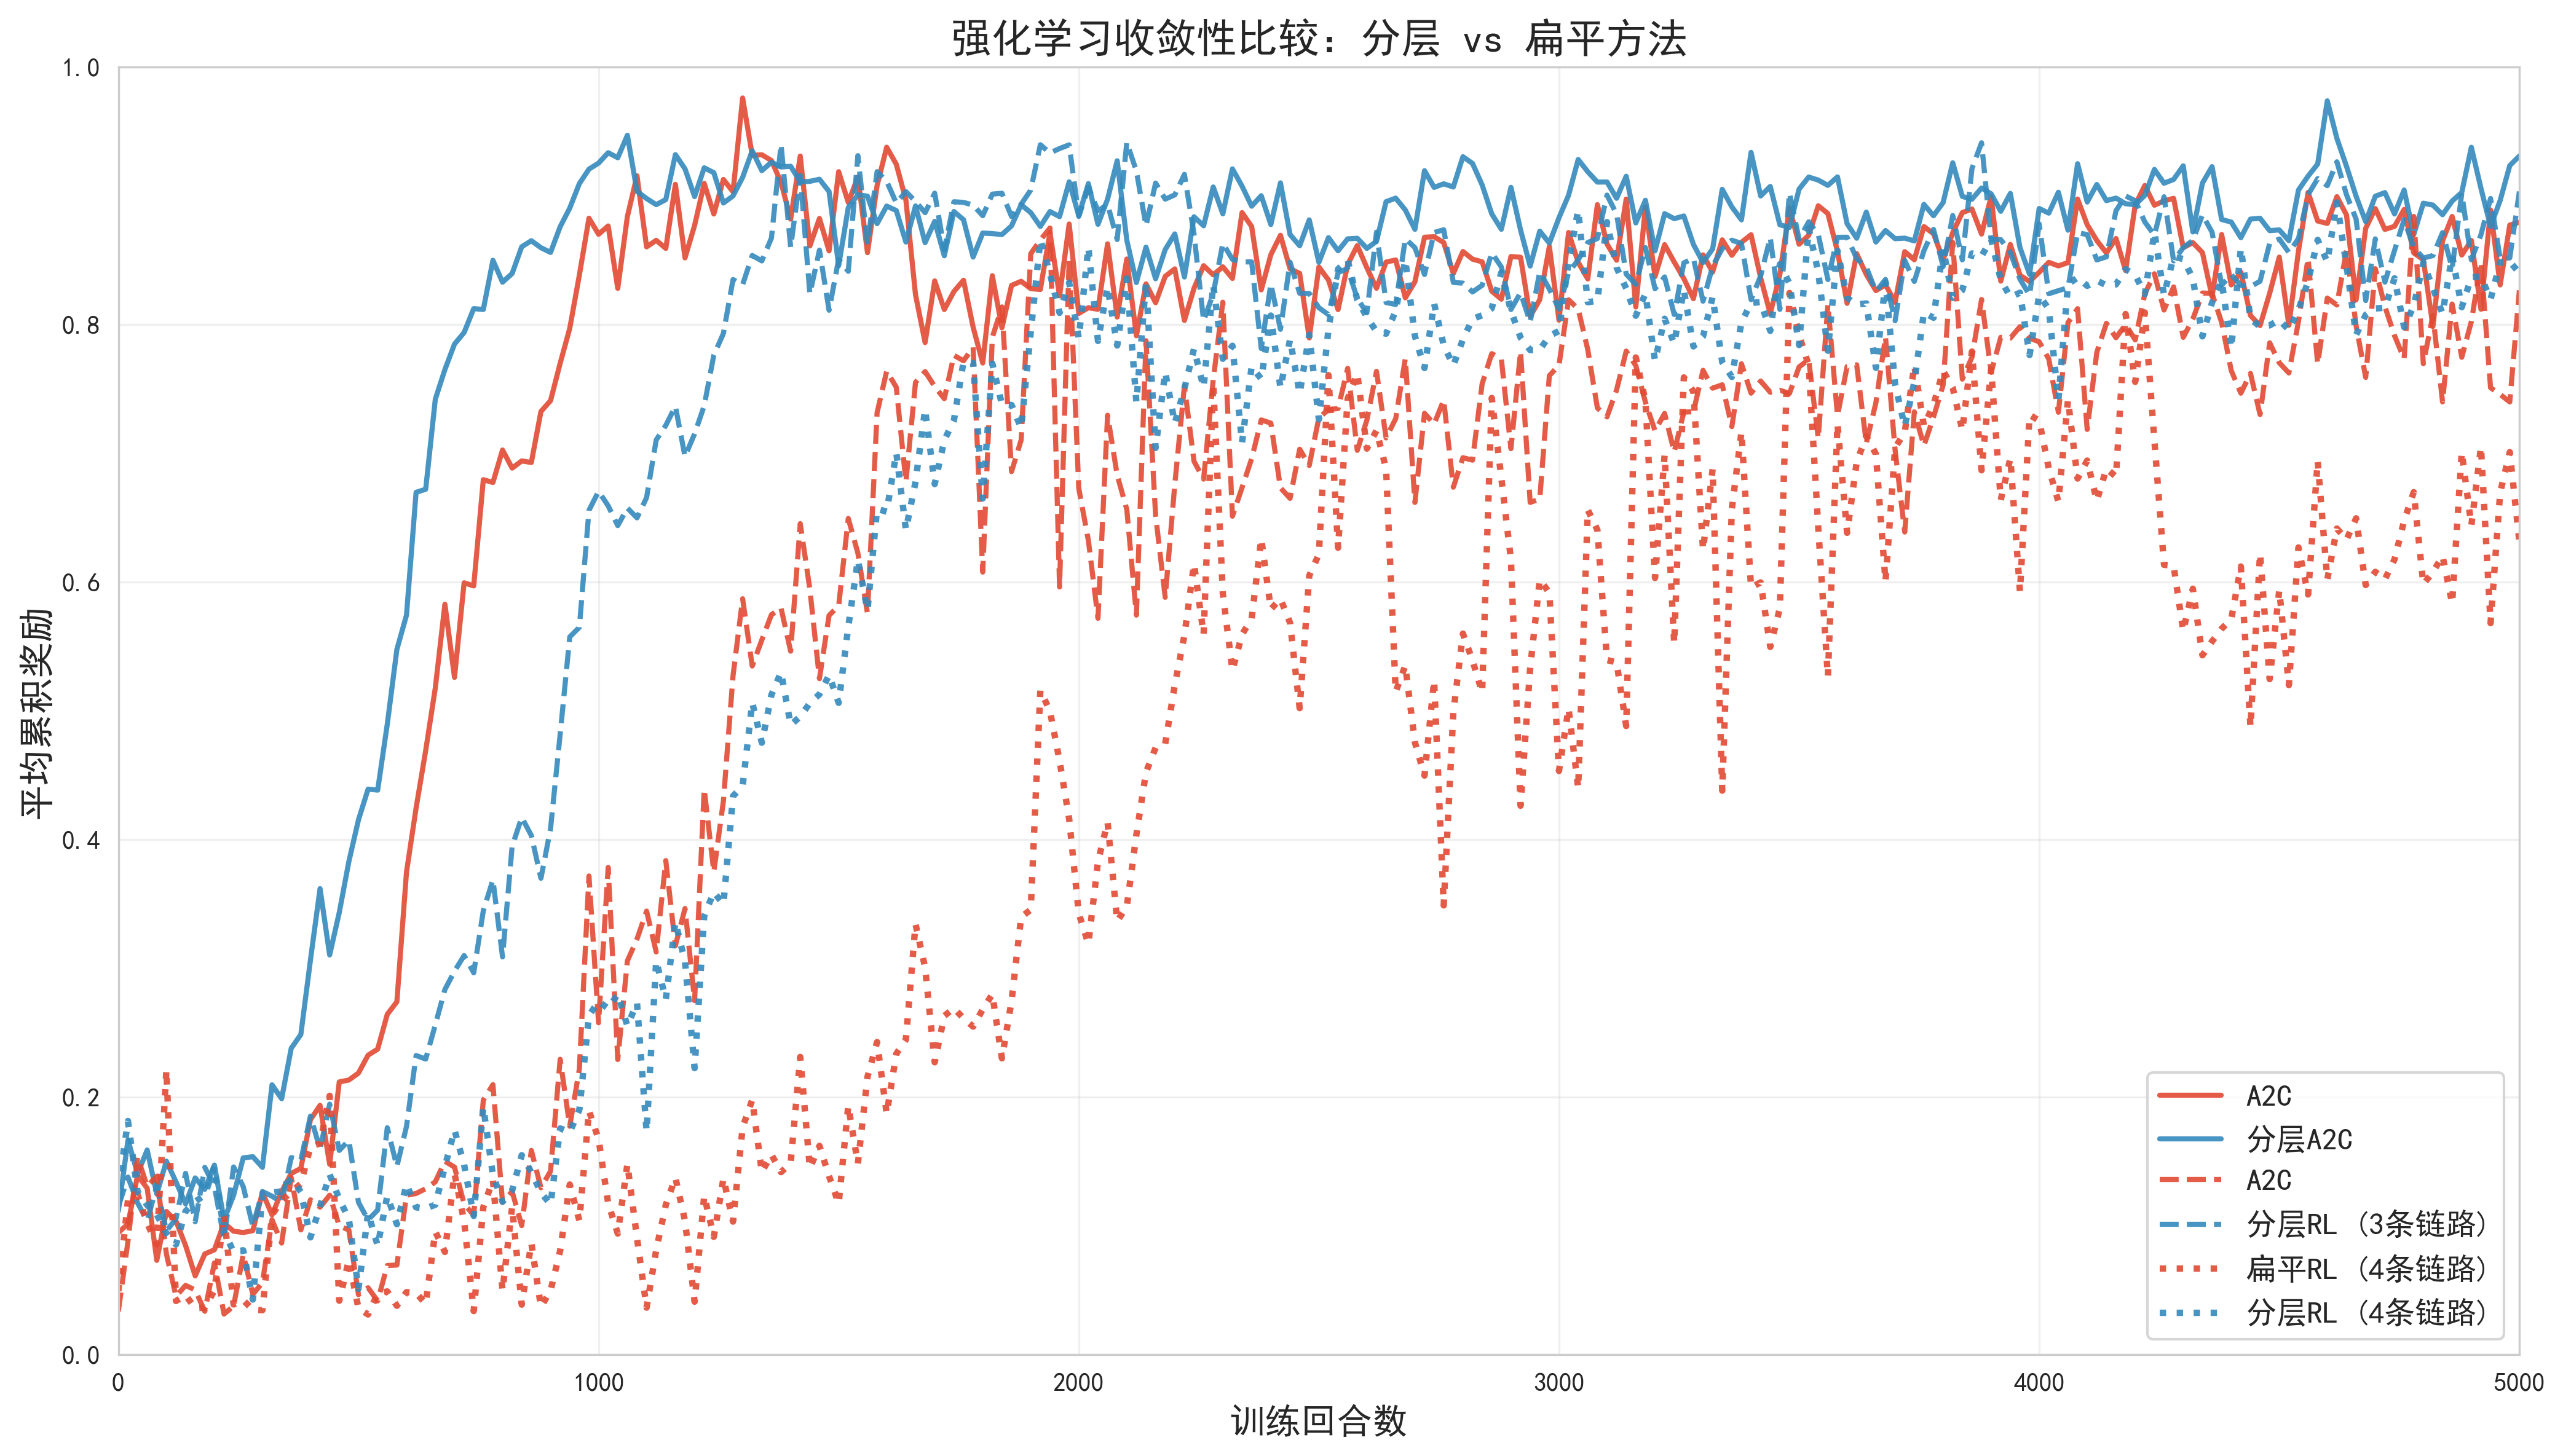 强化学习收敛性比较：分层 vs 扁平方法
1.0
0.8
0.6
0.4
0.2
0.0
平均累积奖励
0 1000 2000 3000 4000 5000
训练回合数
A2C
分层A2C
A2C
分层RL (3条链路)
扁平RL (4条链路)
分层RL (4条链路)